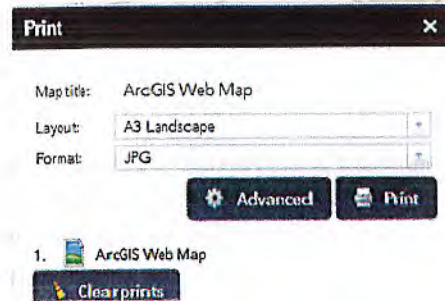 Print ×
Map title: ArcGIS Web Map
Layout: A3 Landscape
Format: JPG
Advanced Print
1. ArcGIS Web Map
Clear prints